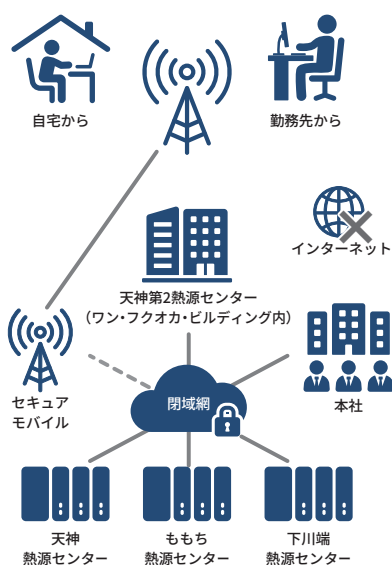 自宅から
勤務先から
インターネット
天神第2熱源センター
（ワン・フクオカ・ビルディング内）
セキュア
モバイル
閉域網
本社
天神
熱源センター
ももち
熱源センター
下川端
熱源センター